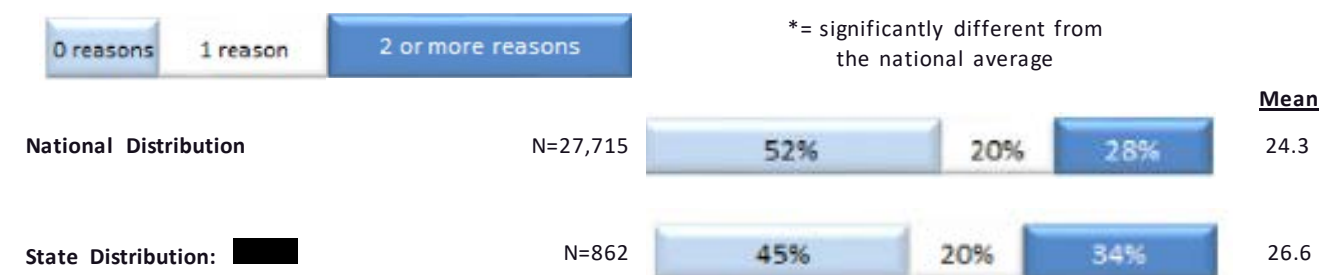 0 reasons 1 reason 2 or more reasons
*= significantly different from
the national average
Mean
National Distribution N=27,715 52% 20% 28% 24.3
State Distribution: N=862 45% 20% 34% 26.6